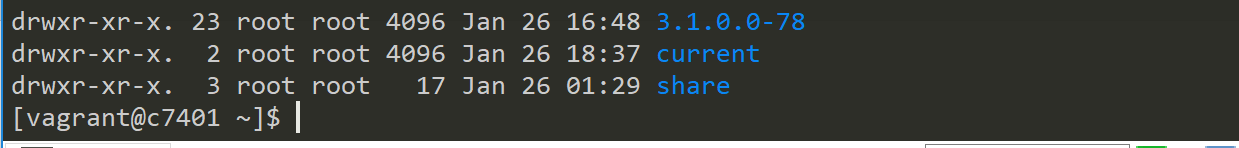 drwxr-xr-x. 23 root root 4096 Jan 26 16:48 3.1.0.0-78
drwxr-xr-x.  2 root root 4096 Jan 26 18:37 current
drwxr-xr-x.  3 root root   17 Jan 26 01:29 share
[vagrant@c7401 ~]$